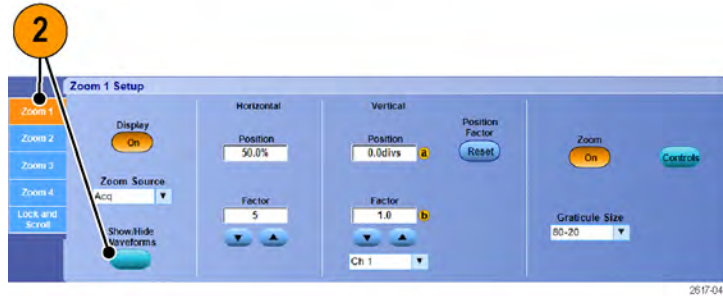 2
Zoom 1 Setup
Zoom 1
Zoom 2
Zoom 3
Zoom 4
Lock and
Scroll
Display
On
Zoom Source
Acq
Show/Hide
Waveforms
Horizontal
Position
50.0%
Factor
5
Vertical
Position
0.0divs
a
Factor
1.0
b
Ch 1
Position
Factor
Reset
Zoom
On
Graticule Size
80-20
Controls
2617-04